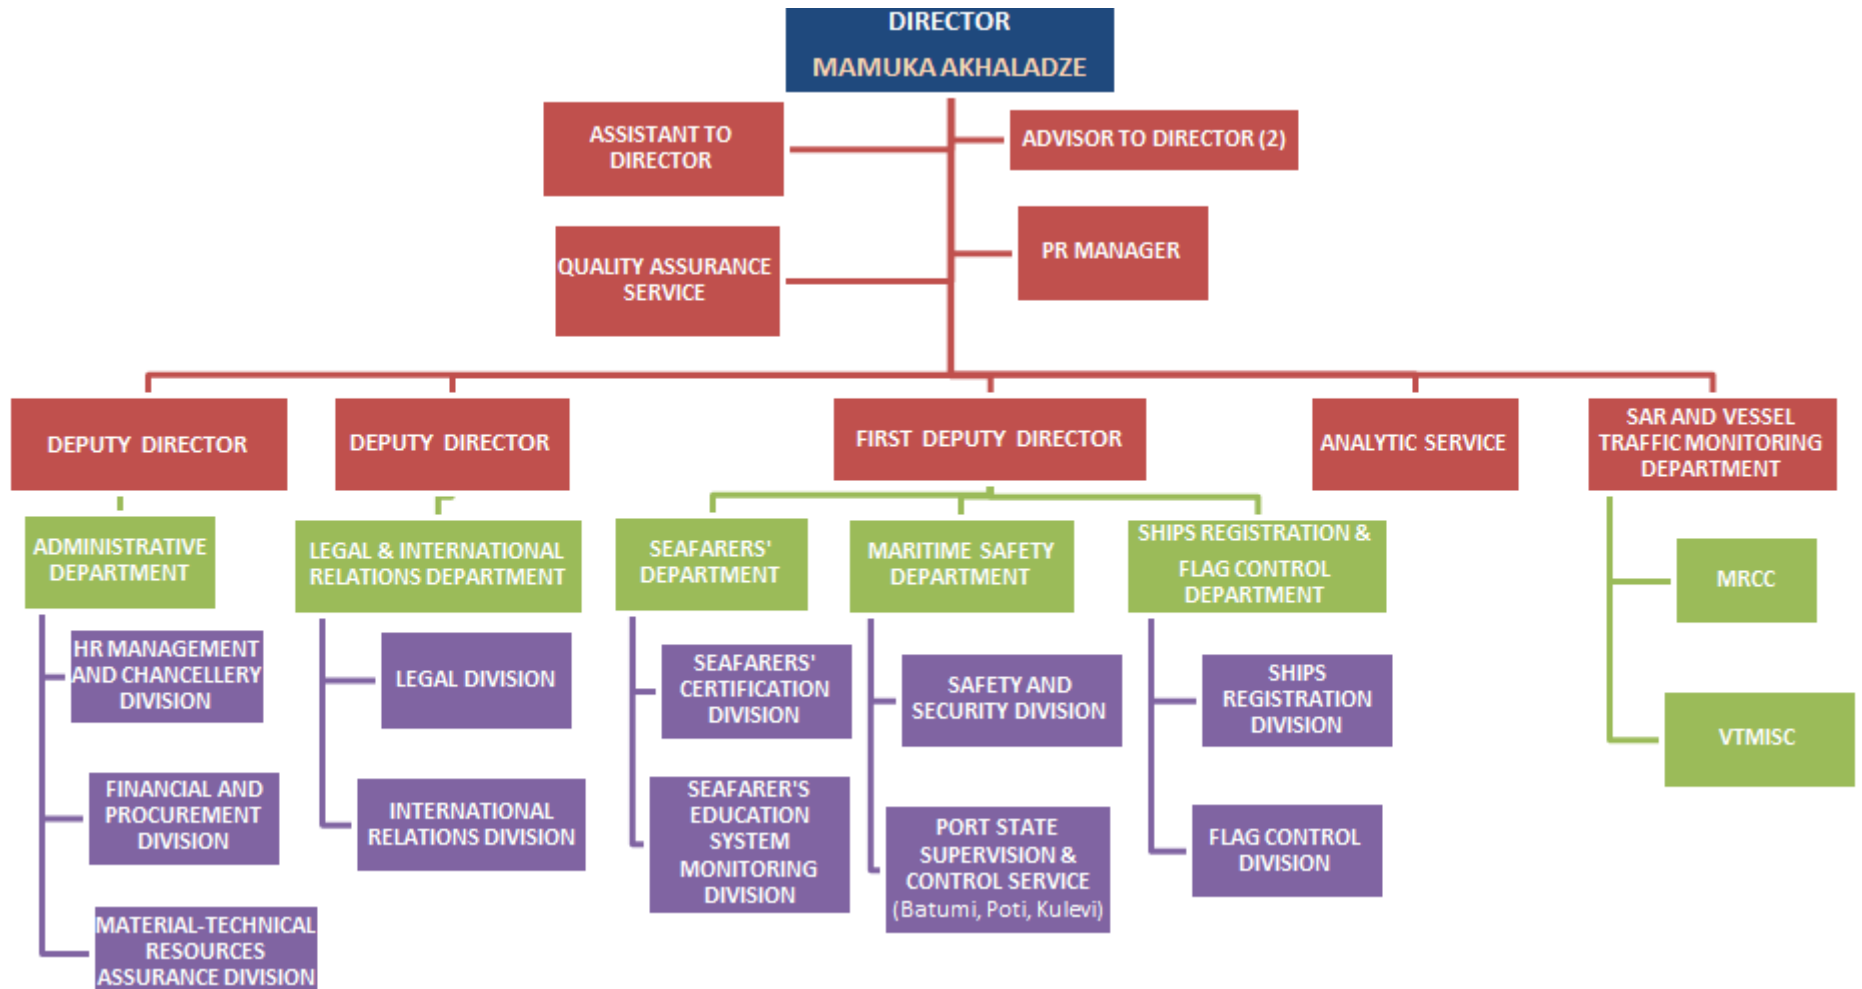 DIRECTOR
MAMUKA AKHALADZE
ASSISTANT TO
DIRECTOR
ADVISOR TO DIRECTOR (2)
QUALITY ASSURANCE
SERVICE
PR MANAGER
DEPUTY DIRECTOR
DEPUTY DIRECTOR
FIRST DEPUTY DIRECTOR
ANALYTIC SERVICE
SAR AND VESSEL
TRAFFIC MONITORING
DEPARTMENT
ADMINISTRATIVE
DEPARTMENT
LEGAL & INTERNATIONAL
RELATIONS DEPARTMENT
SEAFARERS'
DEPARTMENT
MARITIME SAFETY
DEPARTMENT
SHIPS REGISTRATION &
FLAG CONTROL
DEPARTMENT
MRCC
VTMISC
HR MANAGEMENT
AND CHANCELLERY
DIVISION
FINANCIAL AND
PROCUREMENT
DIVISION
MATERIAL-TECHNICAL
RESOURCES
ASSURANCE DIVISION
LEGAL DIVISION
INTERNATIONAL
RELATIONS DIVISION
SEAFARERS'
CERTIFICATION
DIVISION
SEAFARER'S
EDUCATION
SYSTEM
MONITORING
DIVISION
SAFETY AND
SECURITY DIVISION
PORT STATE
SUPERVISION &
CONTROL SERVICE
(Batumi, Poti, Kulevi)
SHIPS
REGISTRATION
DIVISION
FLAG CONTROL
DIVISION